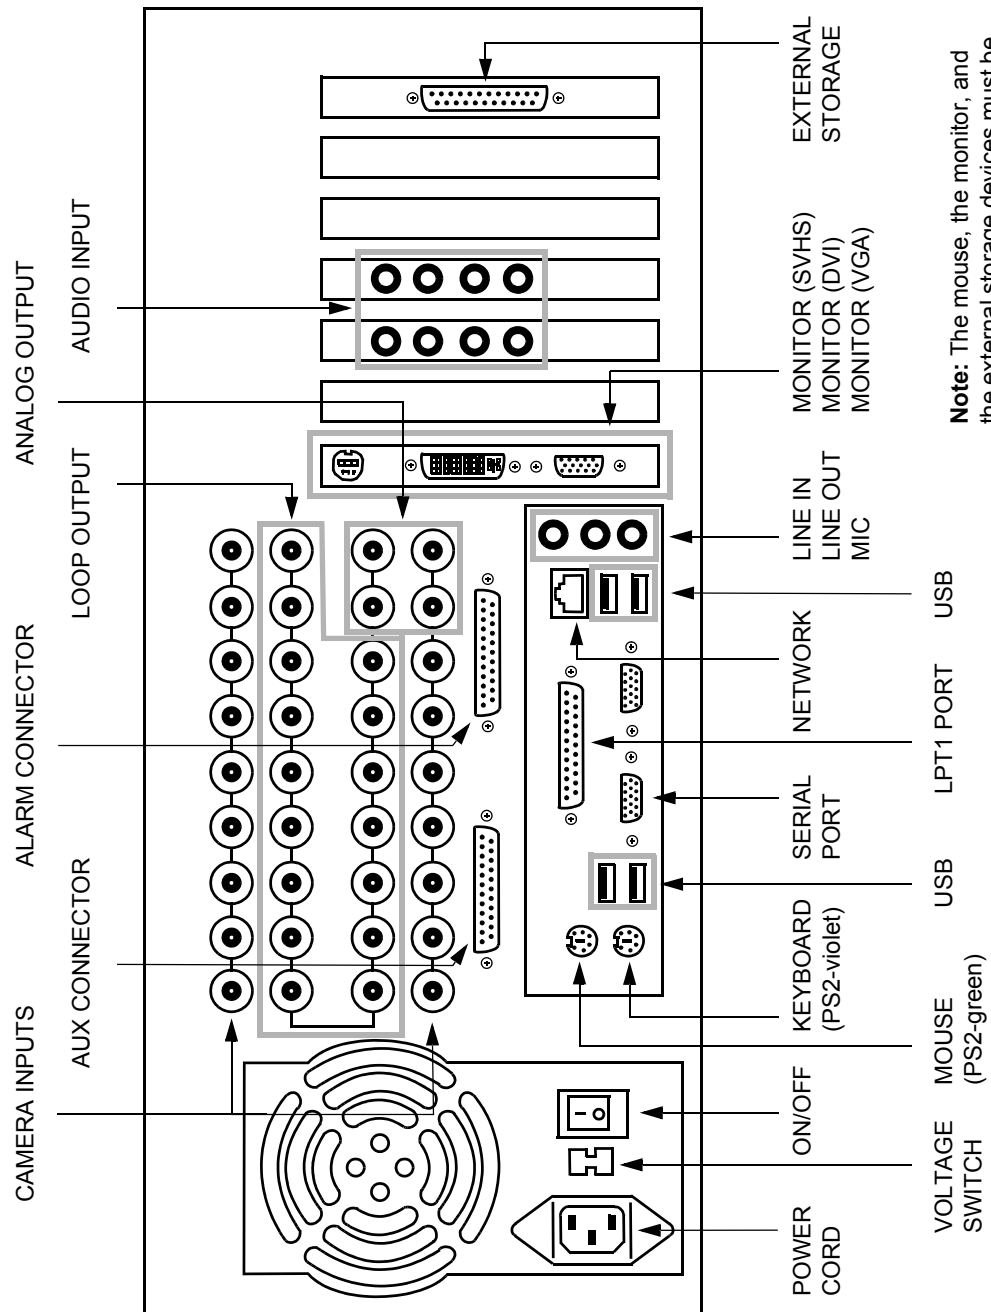 CAMERA INPUTS
AUX CONNECTOR
ALARM CONNECTOR
LOOP OUTPUT
ANALOG OUTPUT
AUDIO INPUT
POWER
CORD
VOLTAGE
SWITCH
ON/OFF
MOUSE
(PS2-green)
KEYBOARD
(PS2-violet)
USB
SERIAL
PORT
LPT1 PORT
NETWORK
USB
LINE IN
LINE OUT
MIC
MONITOR (SVHS)
MONITOR (DVI)
MONITOR (VGA)
EXTERNAL
STORAGE
Note: The mouse, the monitor, and
the external storage devices must be